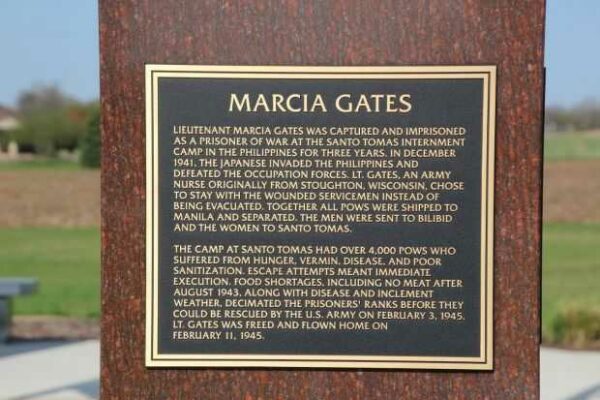 MARCIA GATES
LIEUTENANT MARCIA GATES WAS CAPTURED AND IMPRISONED
AS A PRISONER OF WAR AT THE SANTO TOMAS INTERNMENT
CAMP IN THE PHILIPPINES FOR THREE YEARS. IN DECEMBER
1941, THE JAPANESE INVADED THE PHILIPPINES AND
DEFEATED THE OCCUPATION FORCES. LT. GATES, AN ARMY
NURSE ORIGINALLY FROM STOUGHTON, WISCONSIN, CHOSE
TO STAY WITH THE WOUNDED SERVICEMEN INSTEAD OF
BEING EVACUATED. TOGETHER ALL POWS WERE SHIPPED TO
MANILA AND SEPARATED. THE MEN WERE SENT TO BILIBID
AND THE WOMEN TO SANTO TOMAS.
THE CAMP AT SANTO TOMAS HAD OVER 4,000 POWS WHO
SUFFERED FROM HUNGER, VERMIN, DISEASE, AND POOR
SANITIZATION. ESCAPE ATTEMPTS MEANT IMMEDIATE
EXECUTION. FOOD SHORTAGES, INCLUDING NO MEAT AFTER
AUGUST 1943, ALONG WITH DISEASE AND INCLEMENT
WEATHER, DECIMATED THE PRISONERS' RANKS BEFORE THEY
COULD BE RESCUED BY THE U.S. ARMY ON FEBRUARY 3, 1945.
LT. GATES WAS FREED AND FLOWN HOME ON
FEBRUARY 11, 1945.